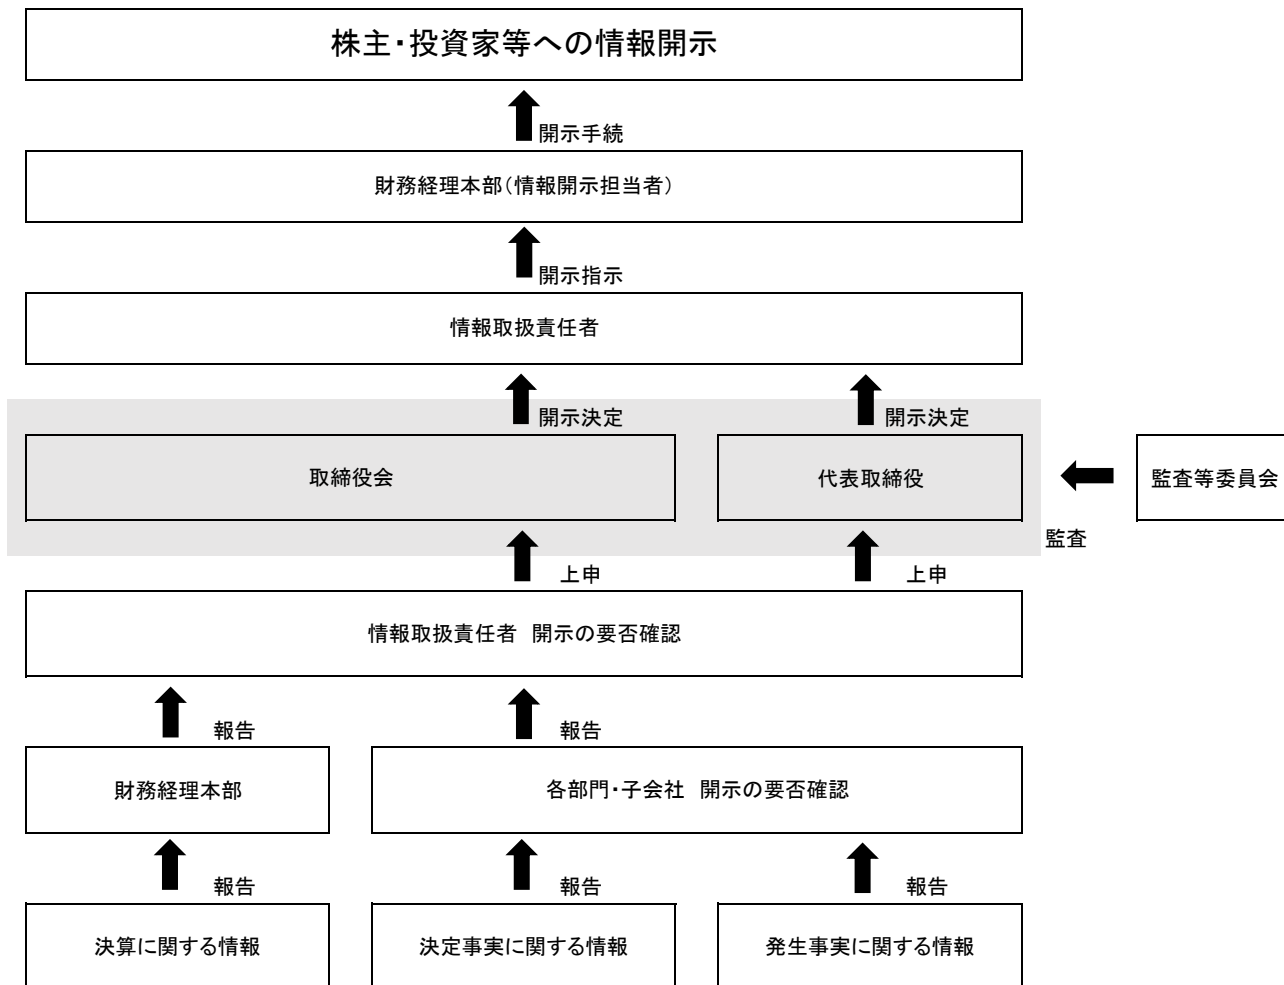 株主・投資家等への情報開示
開示手続
財務経理本部（情報開示担当者）
開示指示
情報取扱責任者
開示決定
開示決定
取締役会
代表取締役
監査等委員会
監査
上申
上申
情報取扱責任者　開示の要否確認
報告
報告
財務経理本部
各部門・子会社　開示の要否確認
報告
報告
報告
決算に関する情報
決定事実に関する情報
発生事実に関する情報